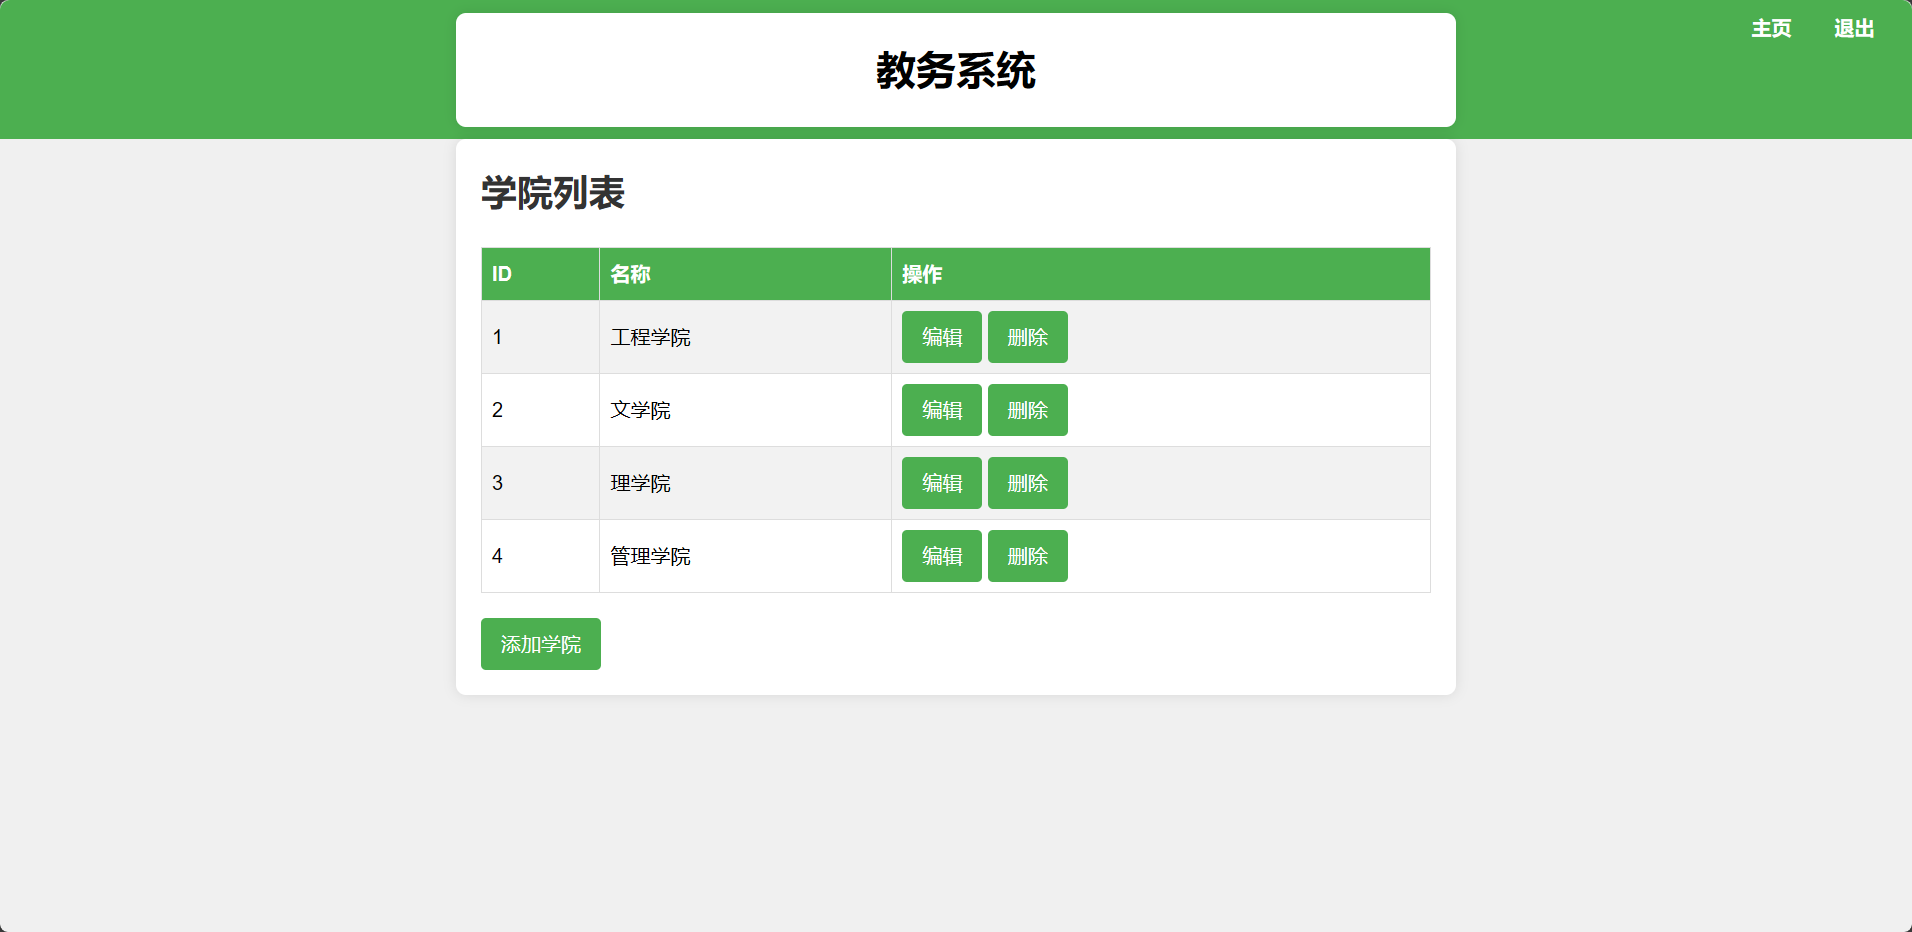 主页 退出
教务系统
学院列表
ID 名称 操作
1 工程学院 编辑 删除
2 文学院 编辑 删除
3 理学院 编辑 删除
4 管理学院 编辑 删除
添加学院